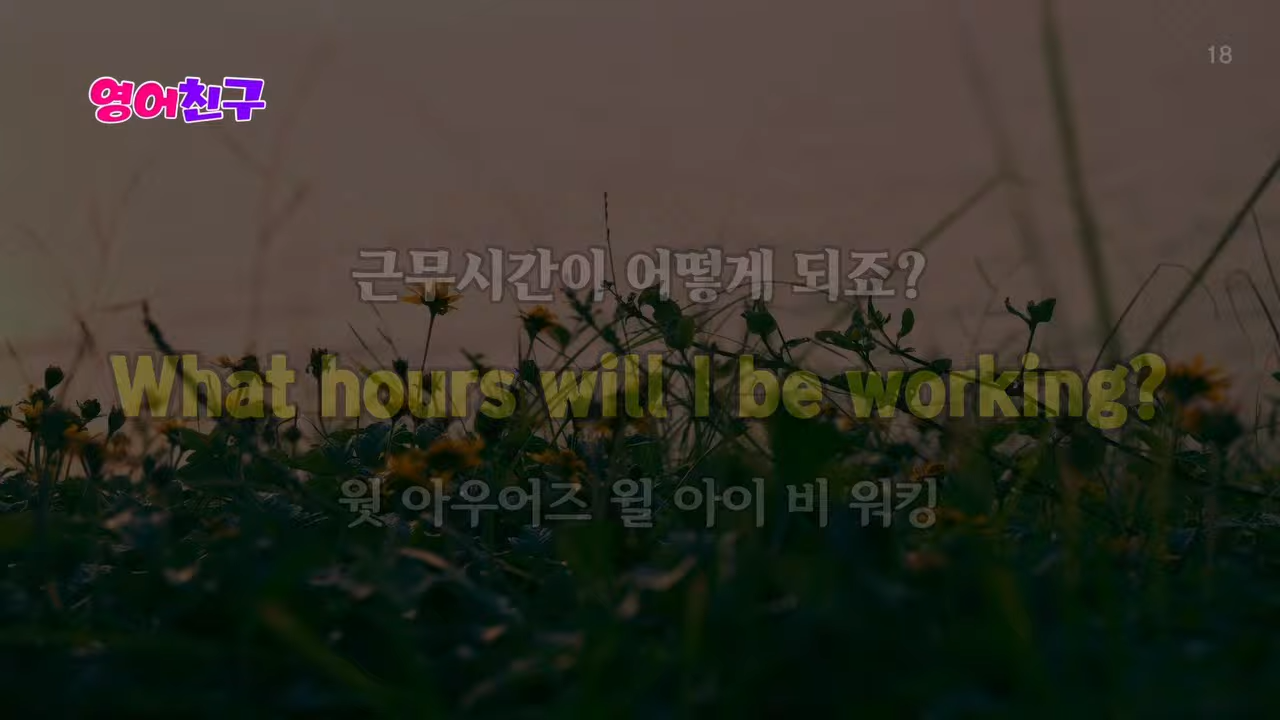 18
영어친구
근무시간이 어떻게 되죠?
What hours will I be working?
웟 아우어즈 윌 아이 비 워킹